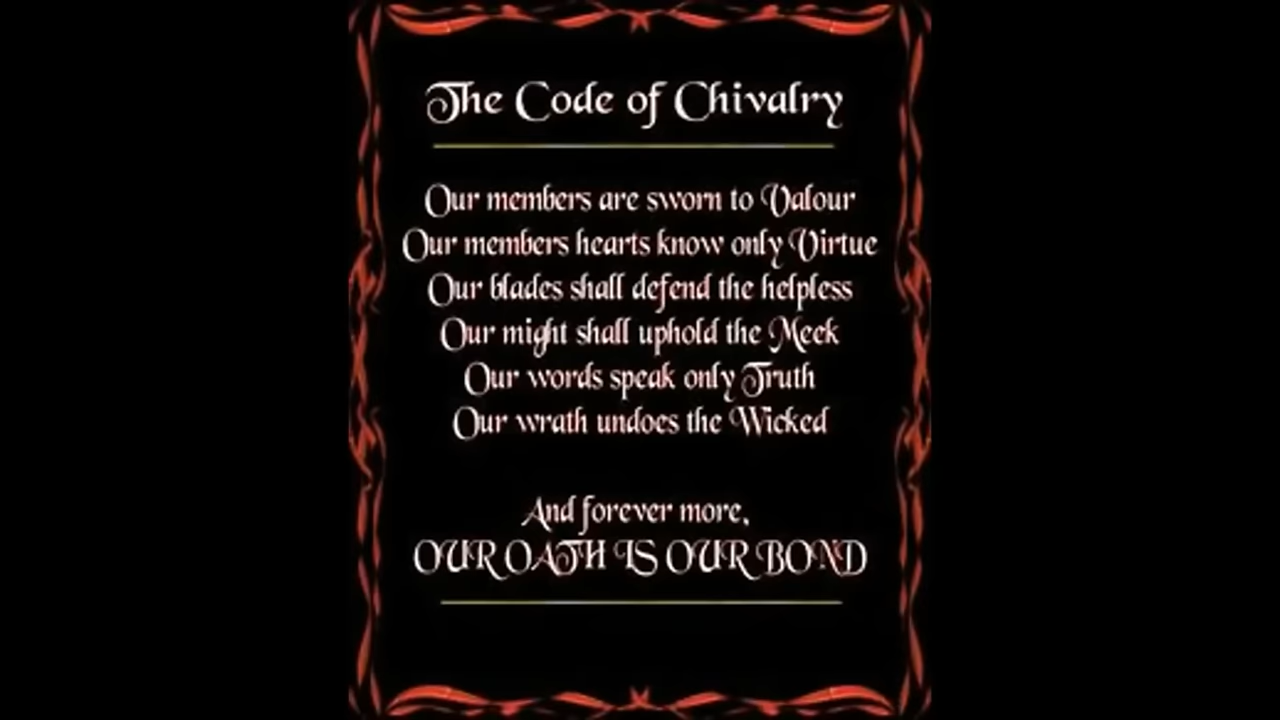 The Code of Chivalry
Our members are sworn to Valour
Our members hearts know only Virtue
Our blades shall defend the helpless
Our might shall uphold the Meek
Our words speak only Truth
Our wrath undoes the Wicked
And forever more,
OUR OATH IS OUR BOND